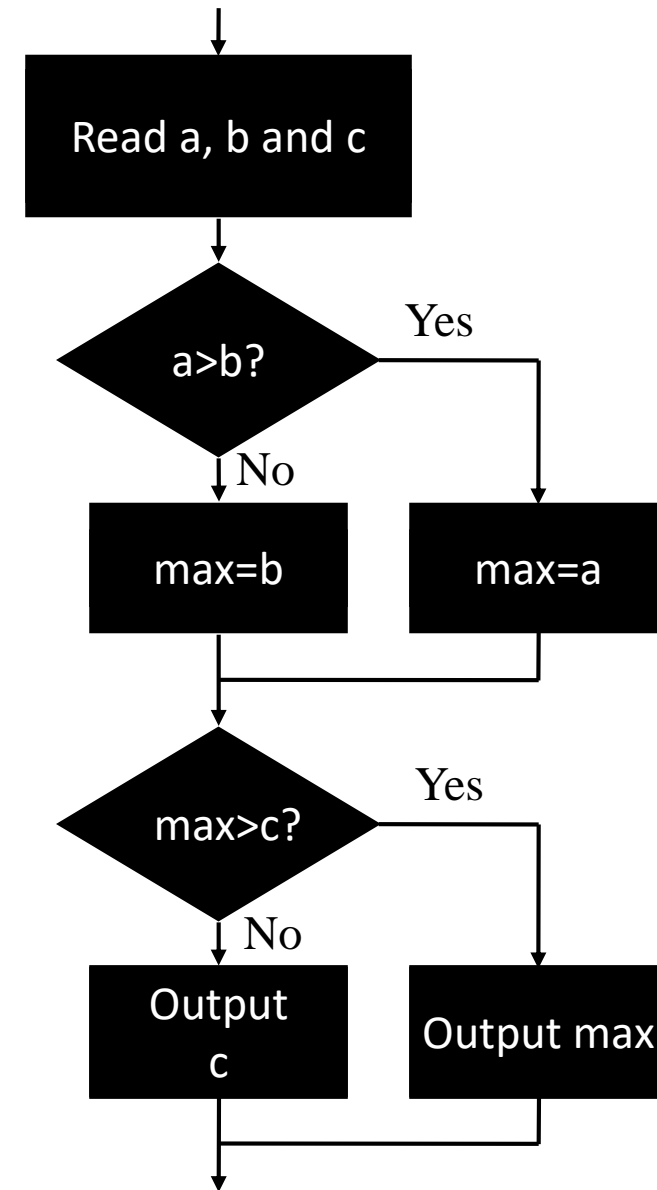 Read a, b and c
a>b?
Yes
No
max=b
max=a
max>c?
Yes
No
Output
c
Output max